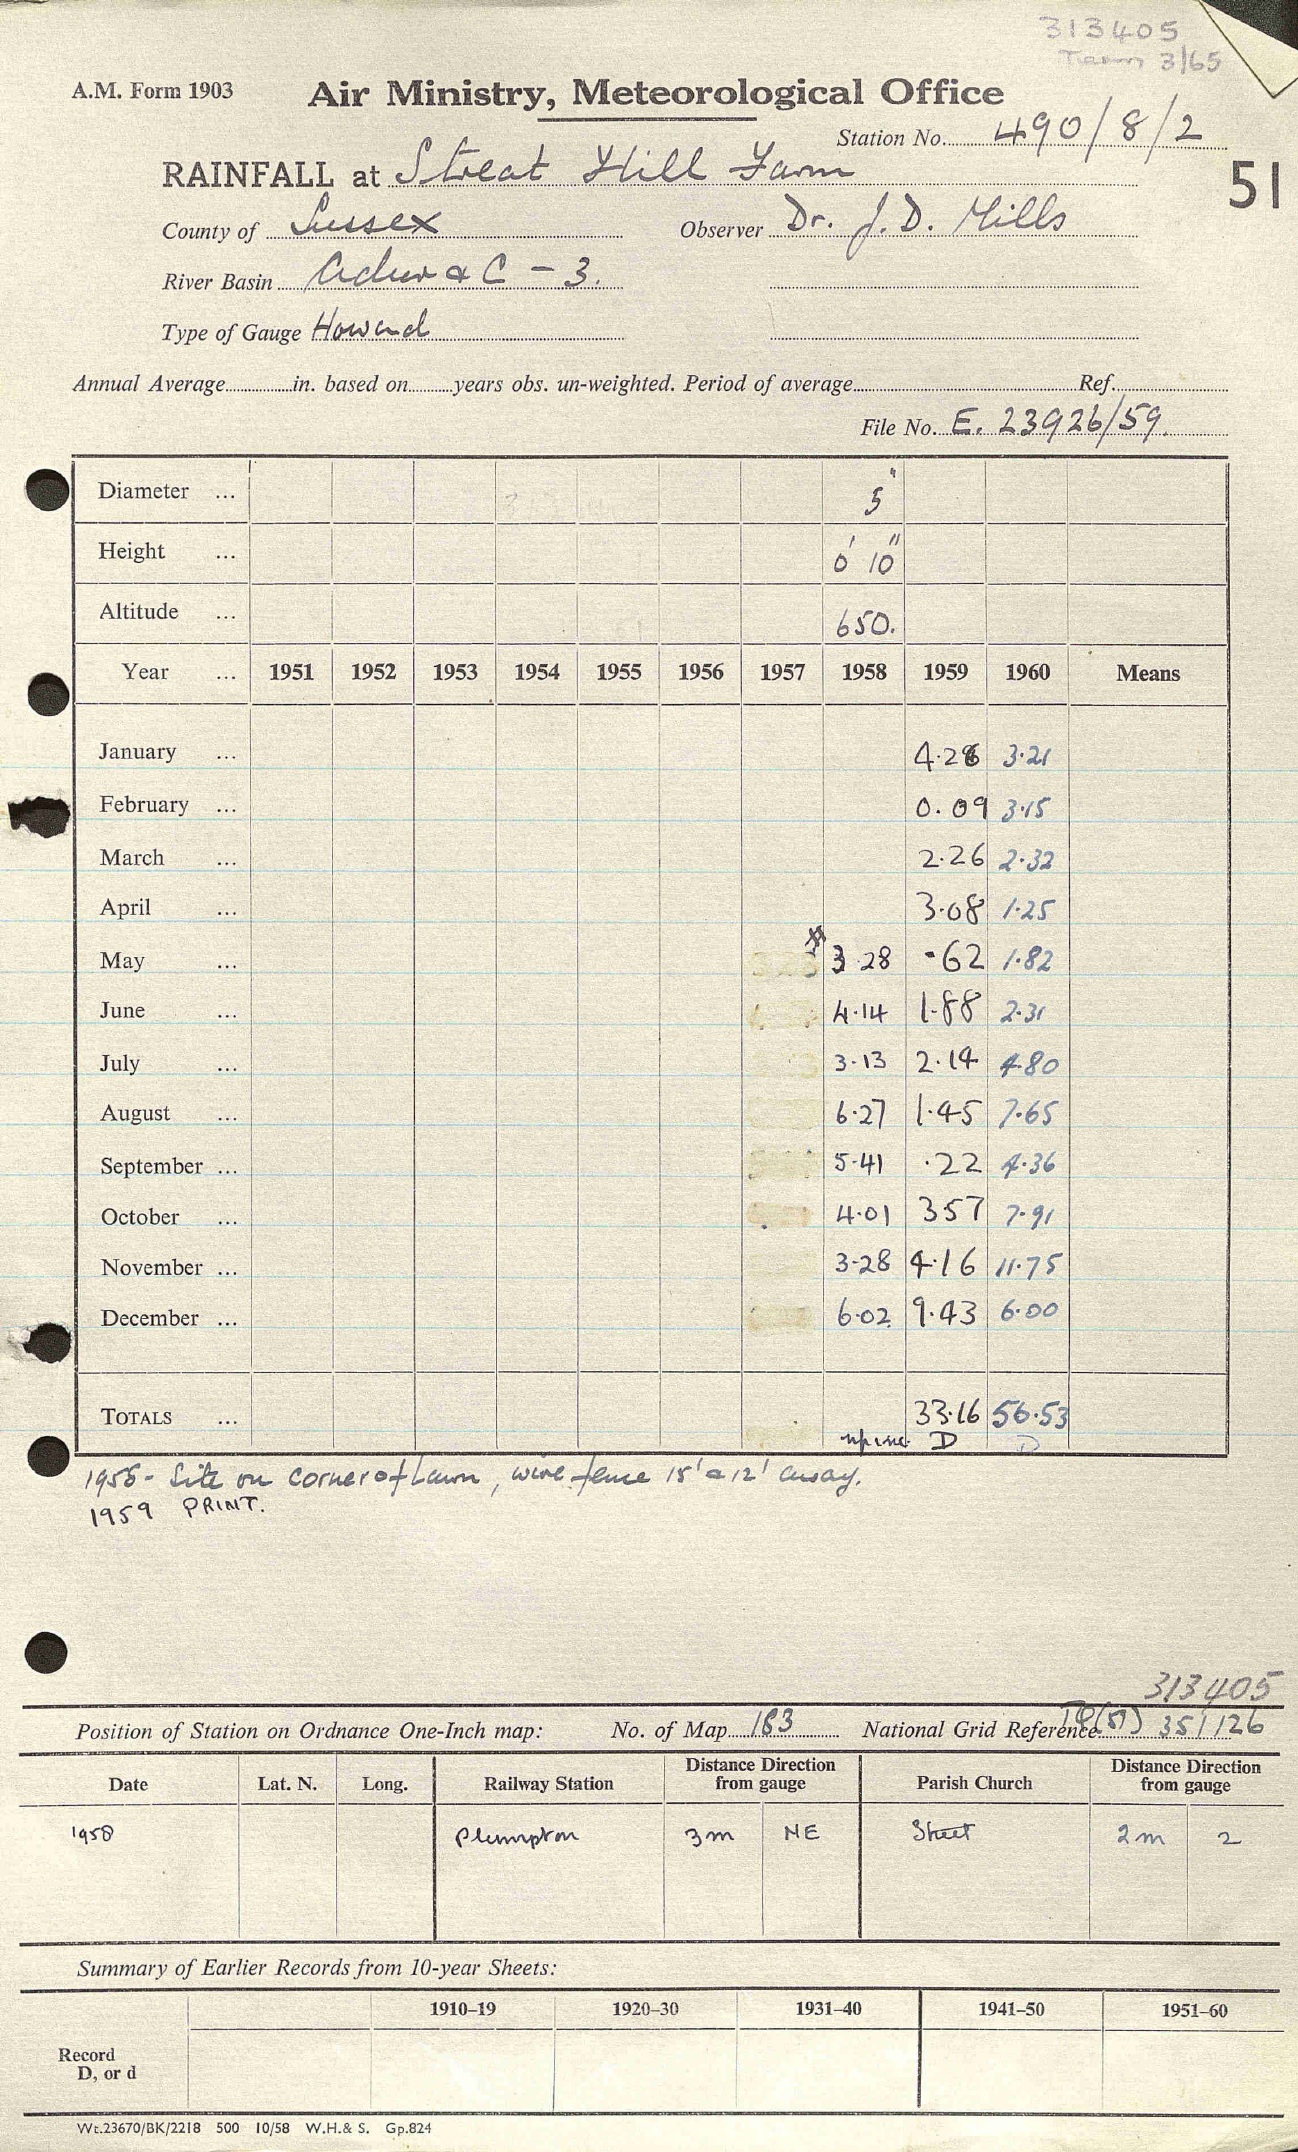 313405
3/65
A.M. Form 1903
Air Ministry, Meteorological Office
Station No. 490/8/2
RAINFALL at Streat Hill Farm
51
County of Sussex Observer Dr. J. D. Mills
River Basin Adur & C - 3.
Type of Gauge Howard
Annual Average in. based on years obs. un-weighted. Period of average Ref.
File No. E. 23926/59.
Diameter ... 5"
Height ... 0' 10"
Altitude ... 650.
Year ... 1951 1952 1953 1954 1955 1956 1957 1958 1959 1960 Means
January ... 4.28 3.21
February ... 0.09 3.15
March ... 2.26 2.32
April ... 3.08 1.25
May ... 3.28 .62 1.82
June ... 4.14 1.88 2.31
July ... 3.13 2.14 4.80
August ... 6.27 1.45 7.65
September ... 5.41 .22 4.36
October ... 4.01 357 7.91
November ... 3.28 4.16 11.75
December ... 6.02 9.43 6.00
TOTALS ... 33.16 56.53
D D
1958 - Site on corner of Lawn, wire fence 15' & 12' away.
1959 PRINT.
313405
Position of Station on Ordnance One-Inch map: No. of Map 183 National Grid Reference TQ(51) 351126
Date Lat. N. Long. Railway Station Distance Direction from gauge Parish Church Distance Direction from gauge
1958 Plumpton 3m NE Street 2m 2
Summary of Earlier Records from 10-year Sheets:
1910–19 1920–30 1931–40 1941–50 1951–60
Record
D, or d
Wt.23670/BK/2218 500 10/58 W.H.& S. Gp.824